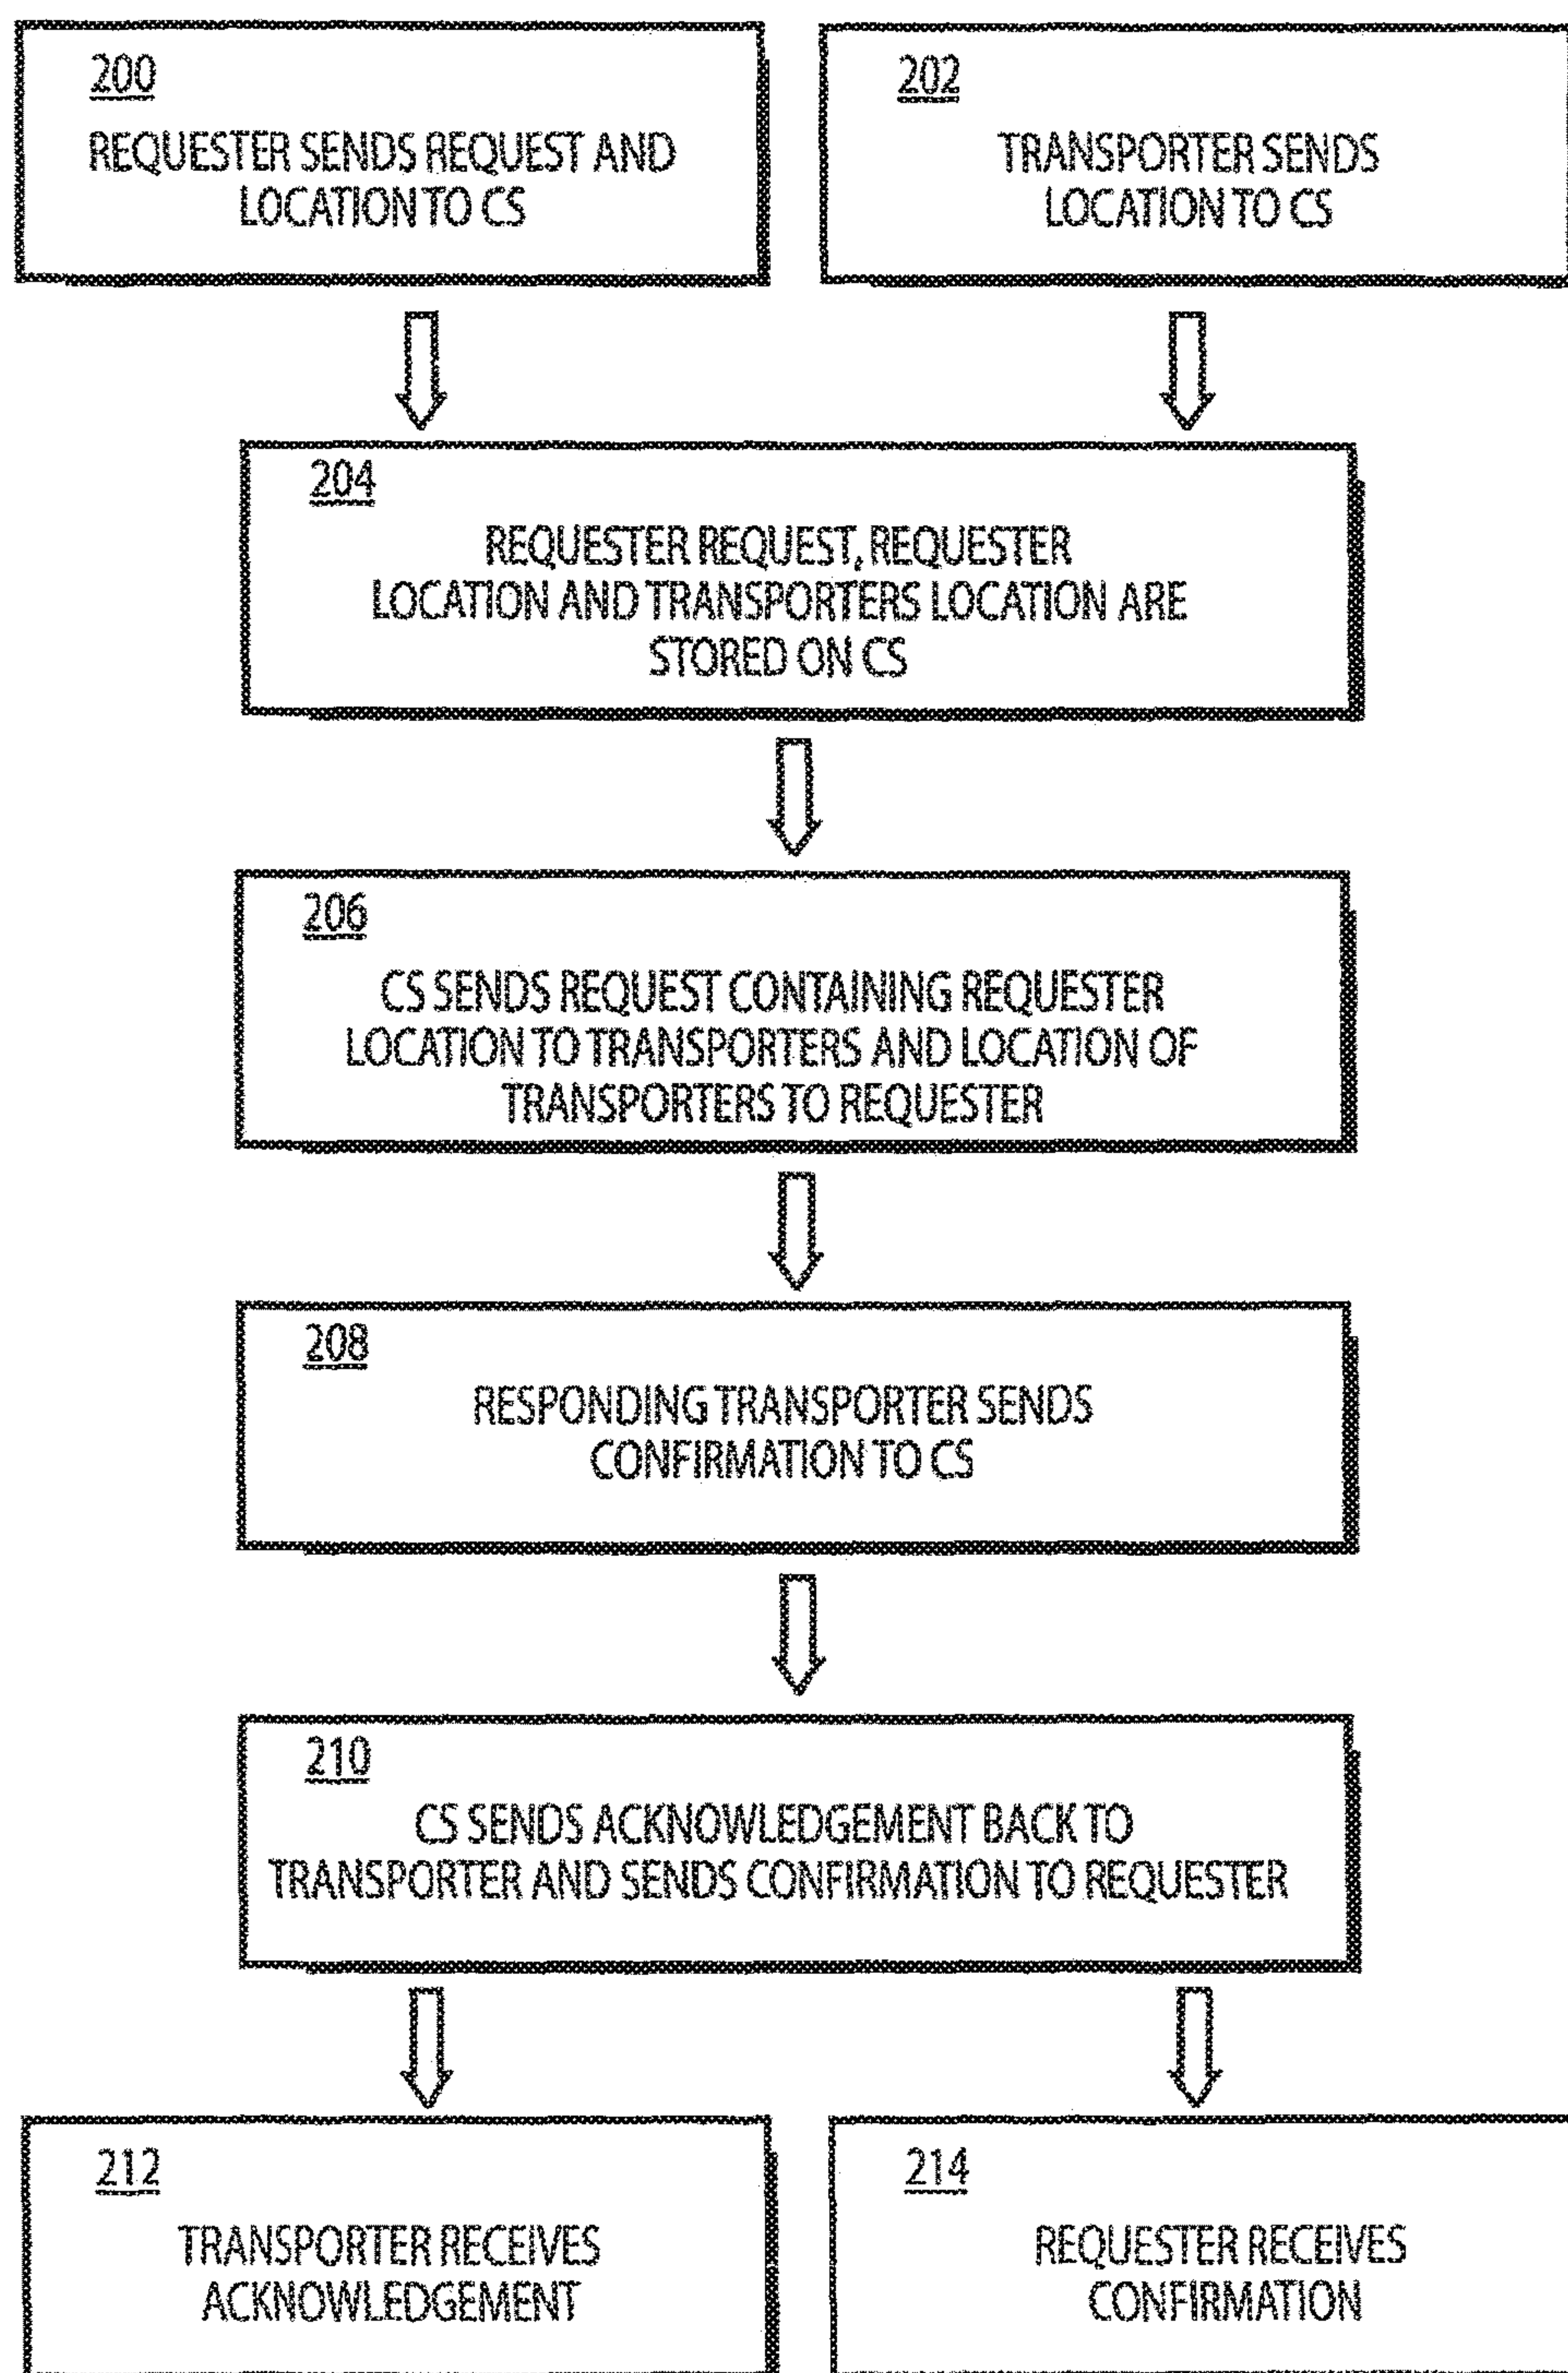 200
REQUESTER SENDS REQUEST AND
LOCATION TO CS
202
TRANSPORTER SENDS
LOCATION TO CS
204
REQUESTER REQUEST, REQUESTER
LOCATION AND TRANSPORTERS LOCATION ARE
STORED ON CS
206
CS SENDS REQUEST CONTAINING REQUESTER
LOCATION TO TRANSPORTERS AND LOCATION OF
TRANSPORTERS TO REQUESTER
208
RESPONDING TRANSPORTER SENDS
CONFIRMATION TO CS
210
CS SENDS ACKNOWLEDGEMENT BACK TO
TRANSPORTER AND SENDS CONFIRMATION TO REQUESTER
212
TRANSPORTER RECEIVES
ACKNOWLEDGEMENT
214
REQUESTER RECEIVES
CONFIRMATION